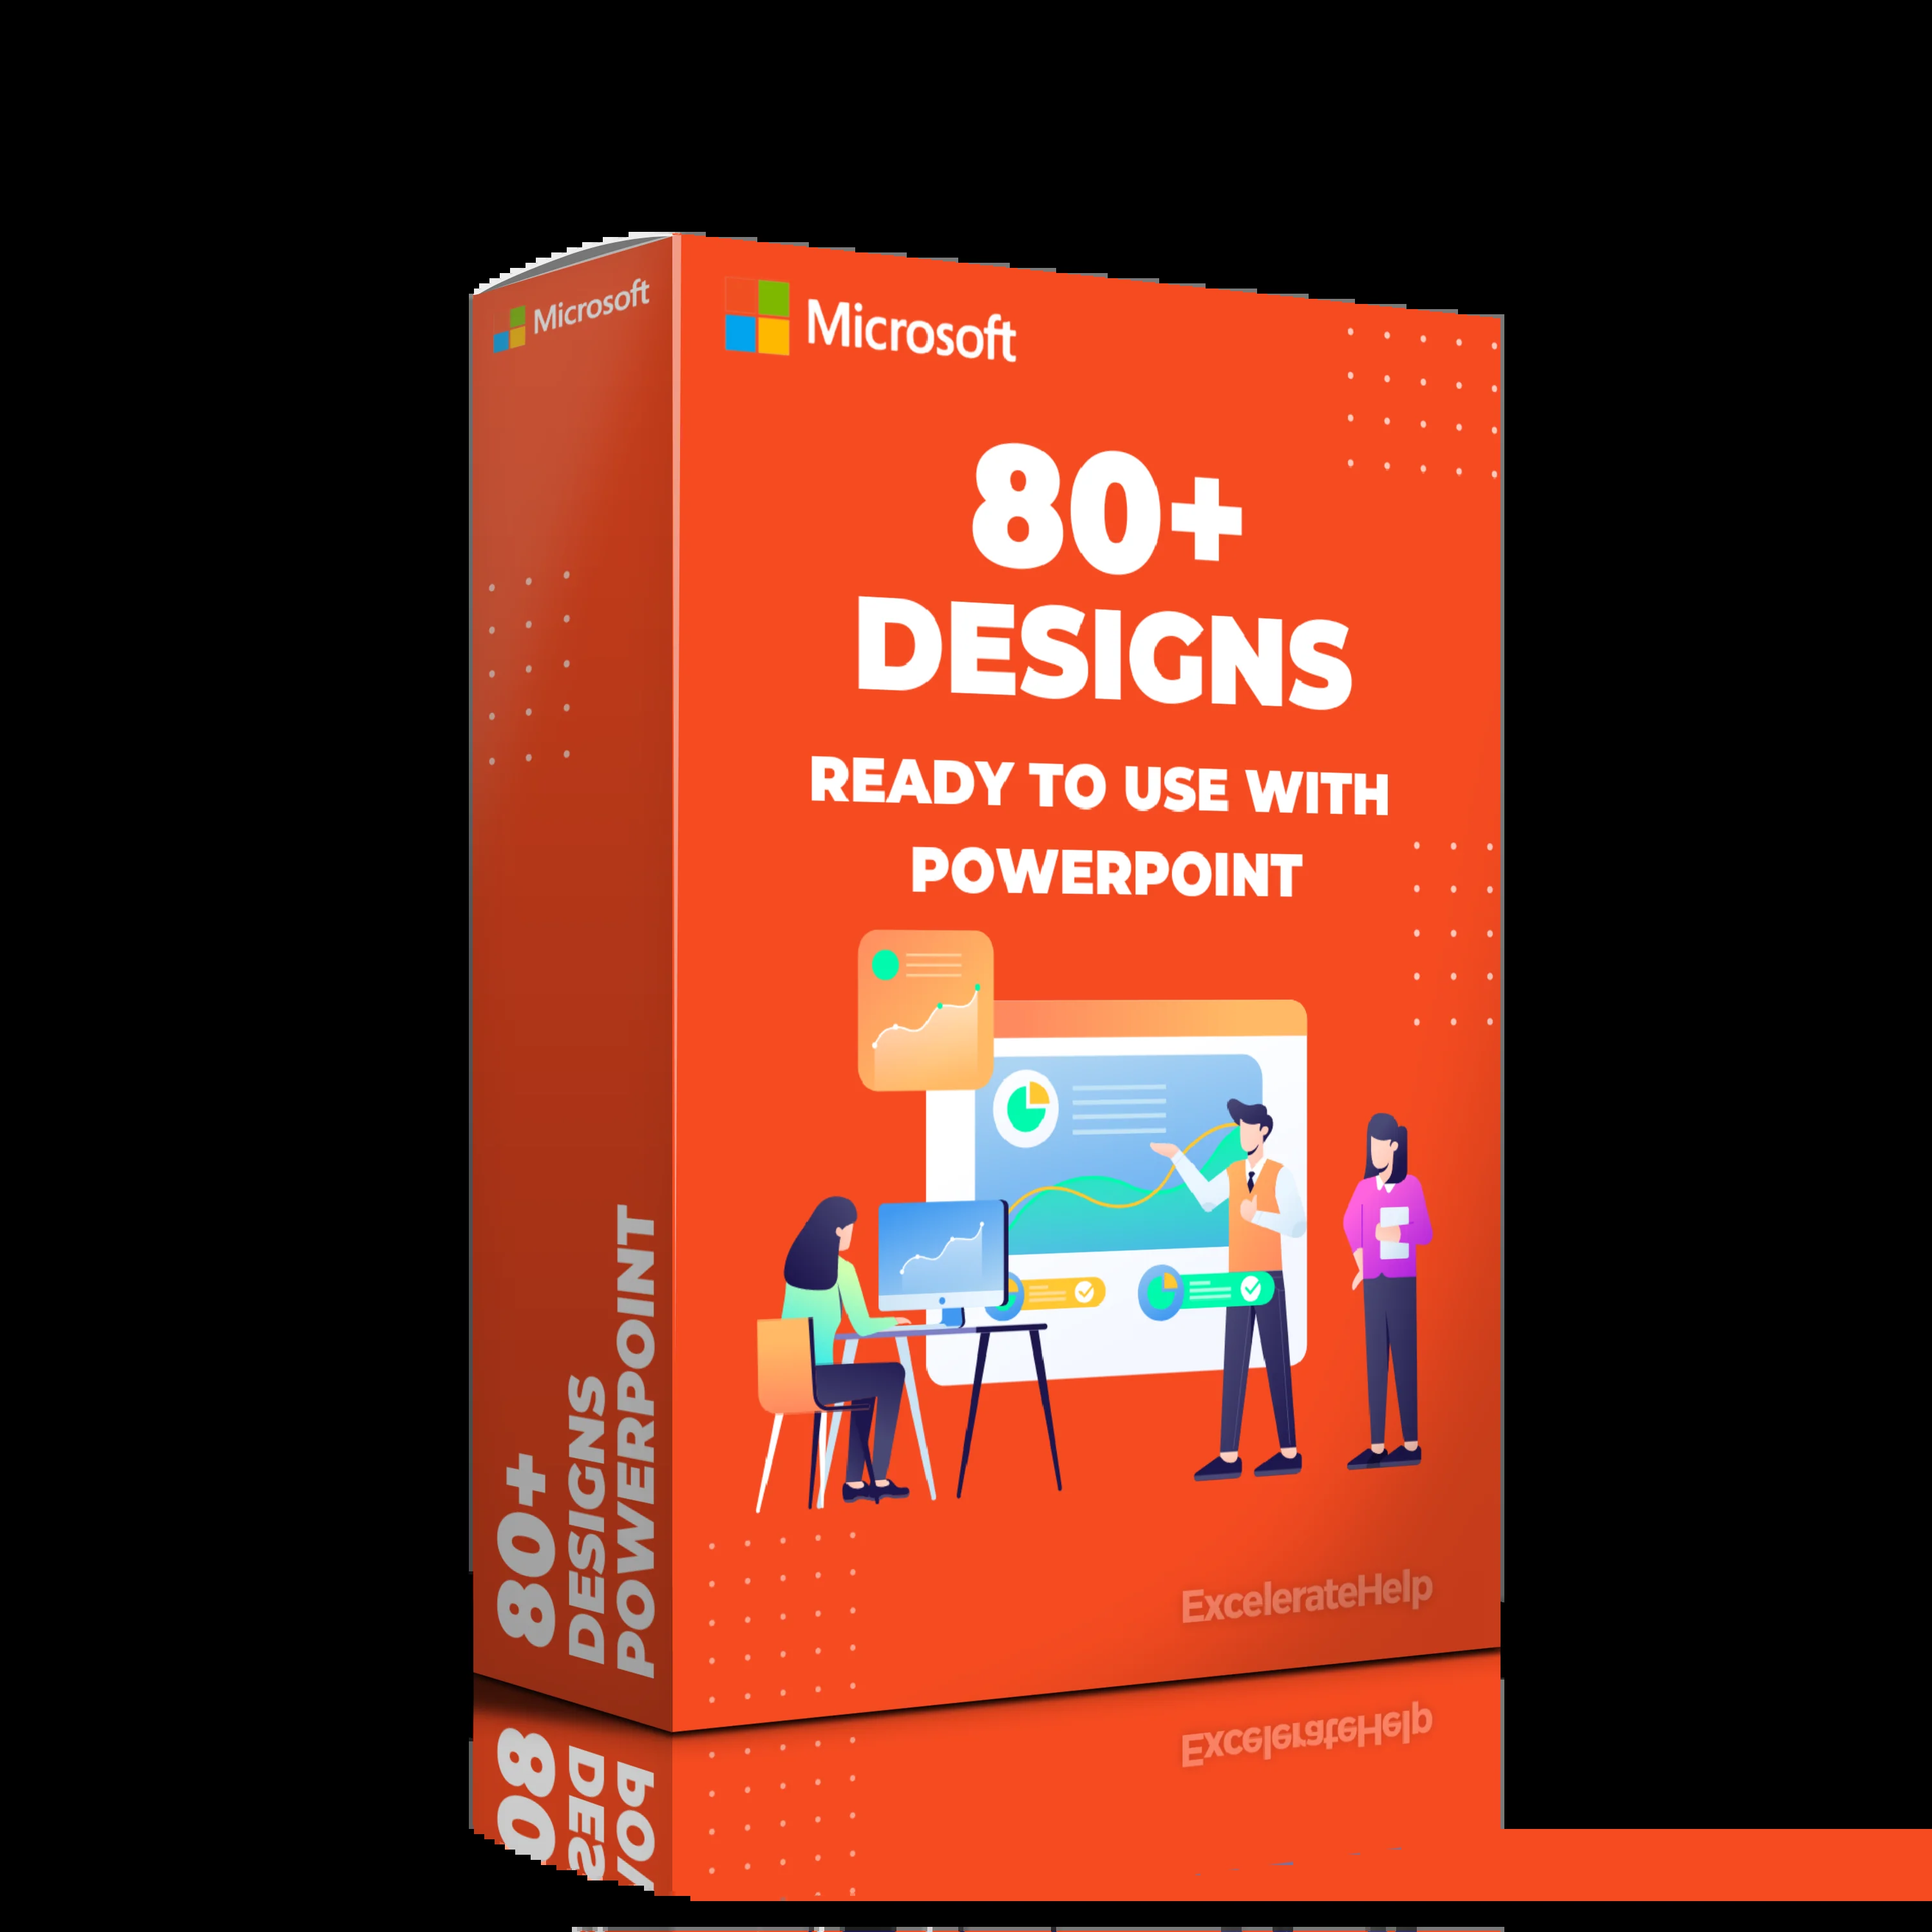 Microsoft
80+
DESIGNS
POWERPOINT
Microsoft
80+
DESIGNS
READY TO USE WITH
POWERPOINT
ExcelerateHelp